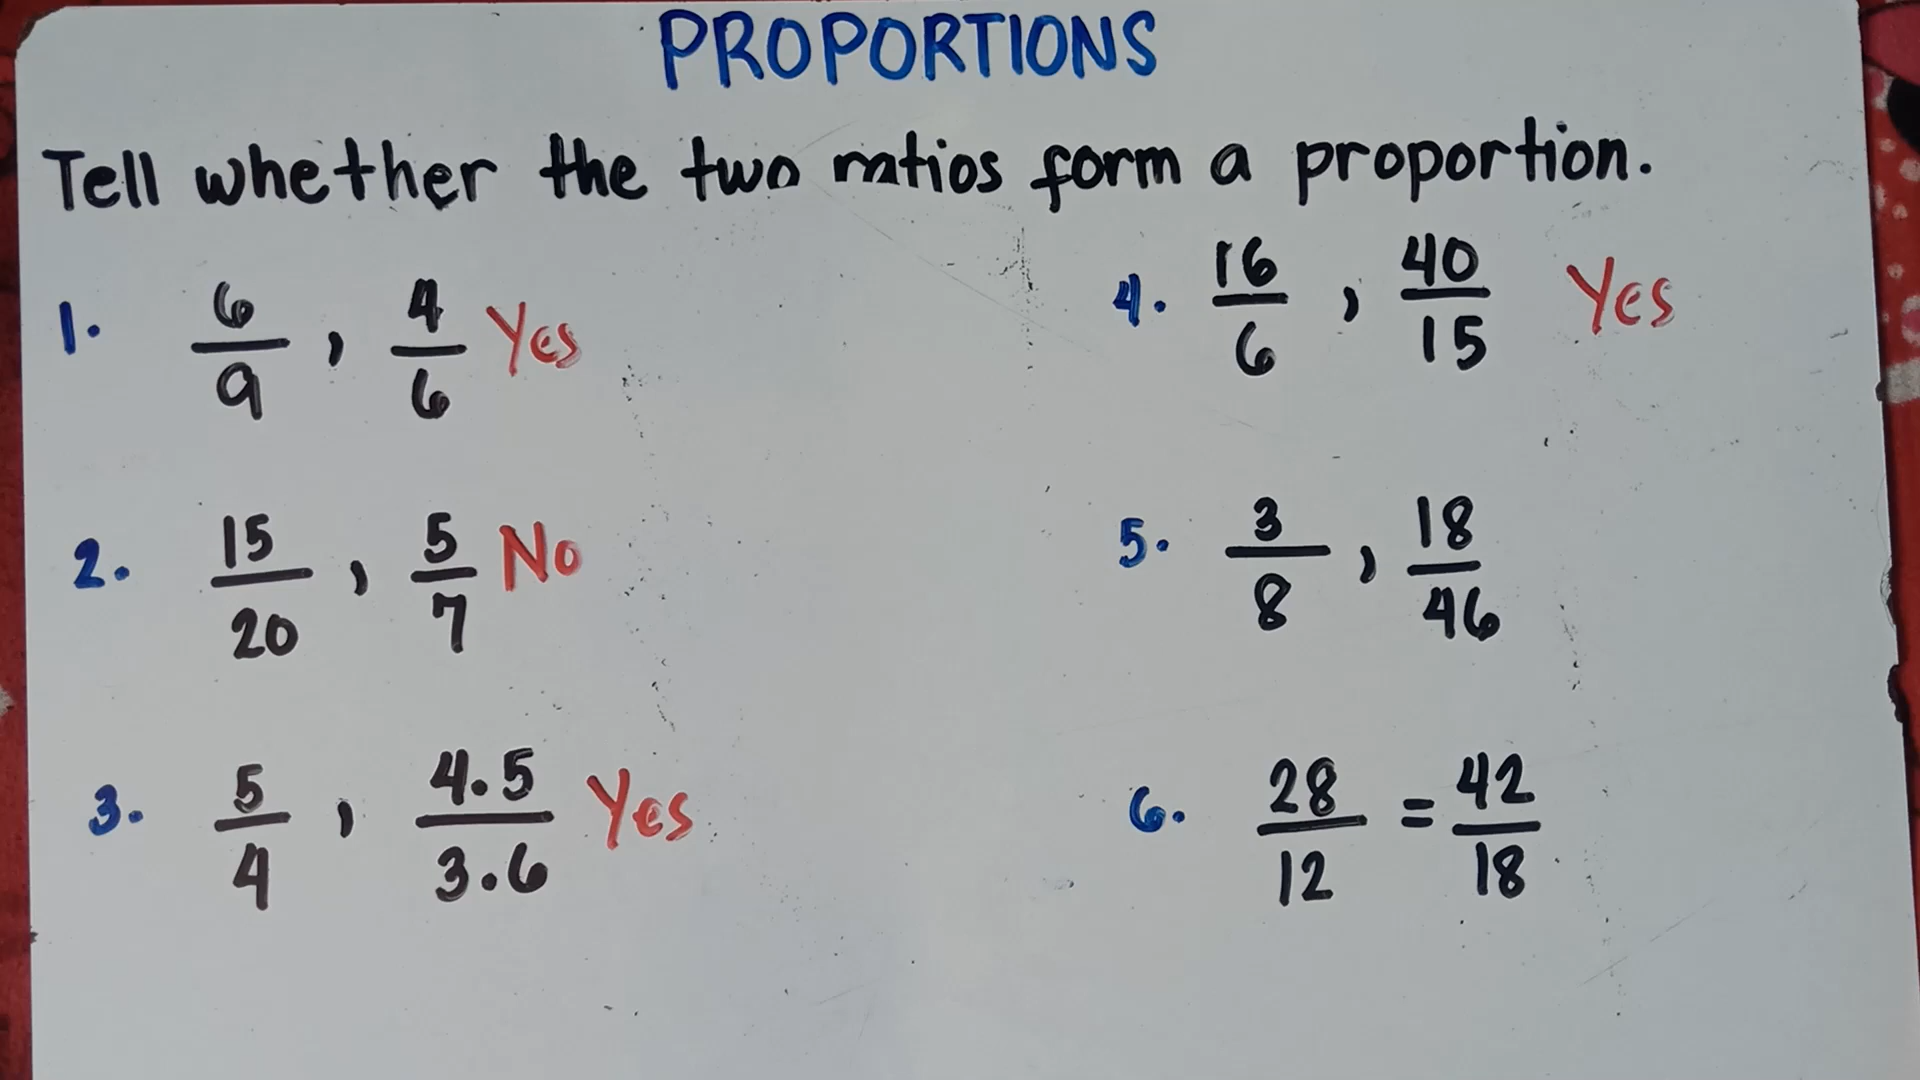 PROPORTIONS
Tell whether the two ratios form a proportion.
1. 6/9 , 4/6 Yes
2. 15/20 , 5/7 No
3. 5/4 , 4.5/3.6 Yes
4. 16/6 , 40/15 Yes
5. 3/8 , 18/46
6. 28/12 = 42/18